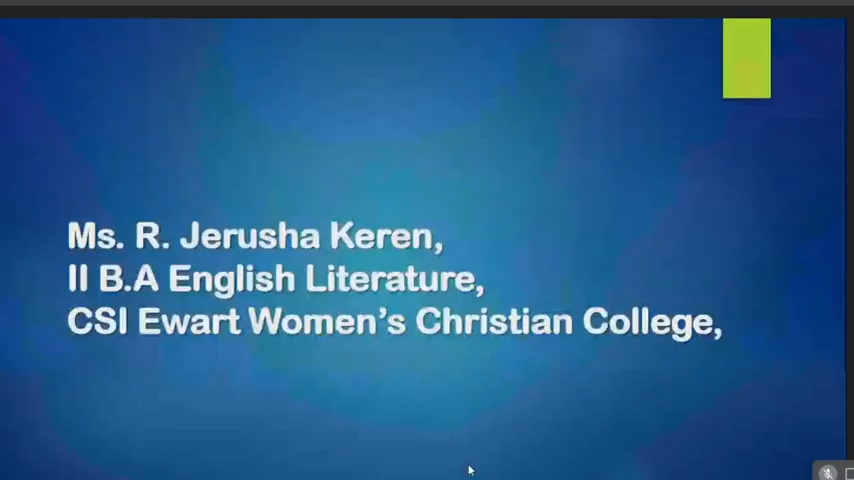 Ms. R. Jerusha Keren,
II B.A English Literature,
CSI Ewart Women's Christian College,